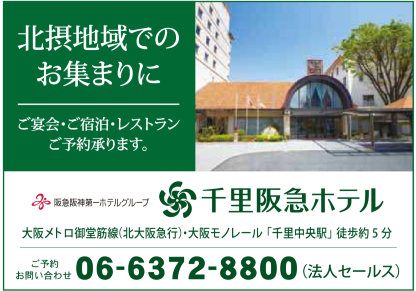 北摂地域での
お集まりに
ご宴会・ご宿泊・レストラン
ご予約承ります。
阪急阪神第一ホテルグループ
千里阪急ホテル
大阪メトロ御堂筋線(北大阪急行)・大阪モノレール「千里中央駅」徒歩約5分
ご予約
お問い合わせ
06-6372-8800(法人セールス)